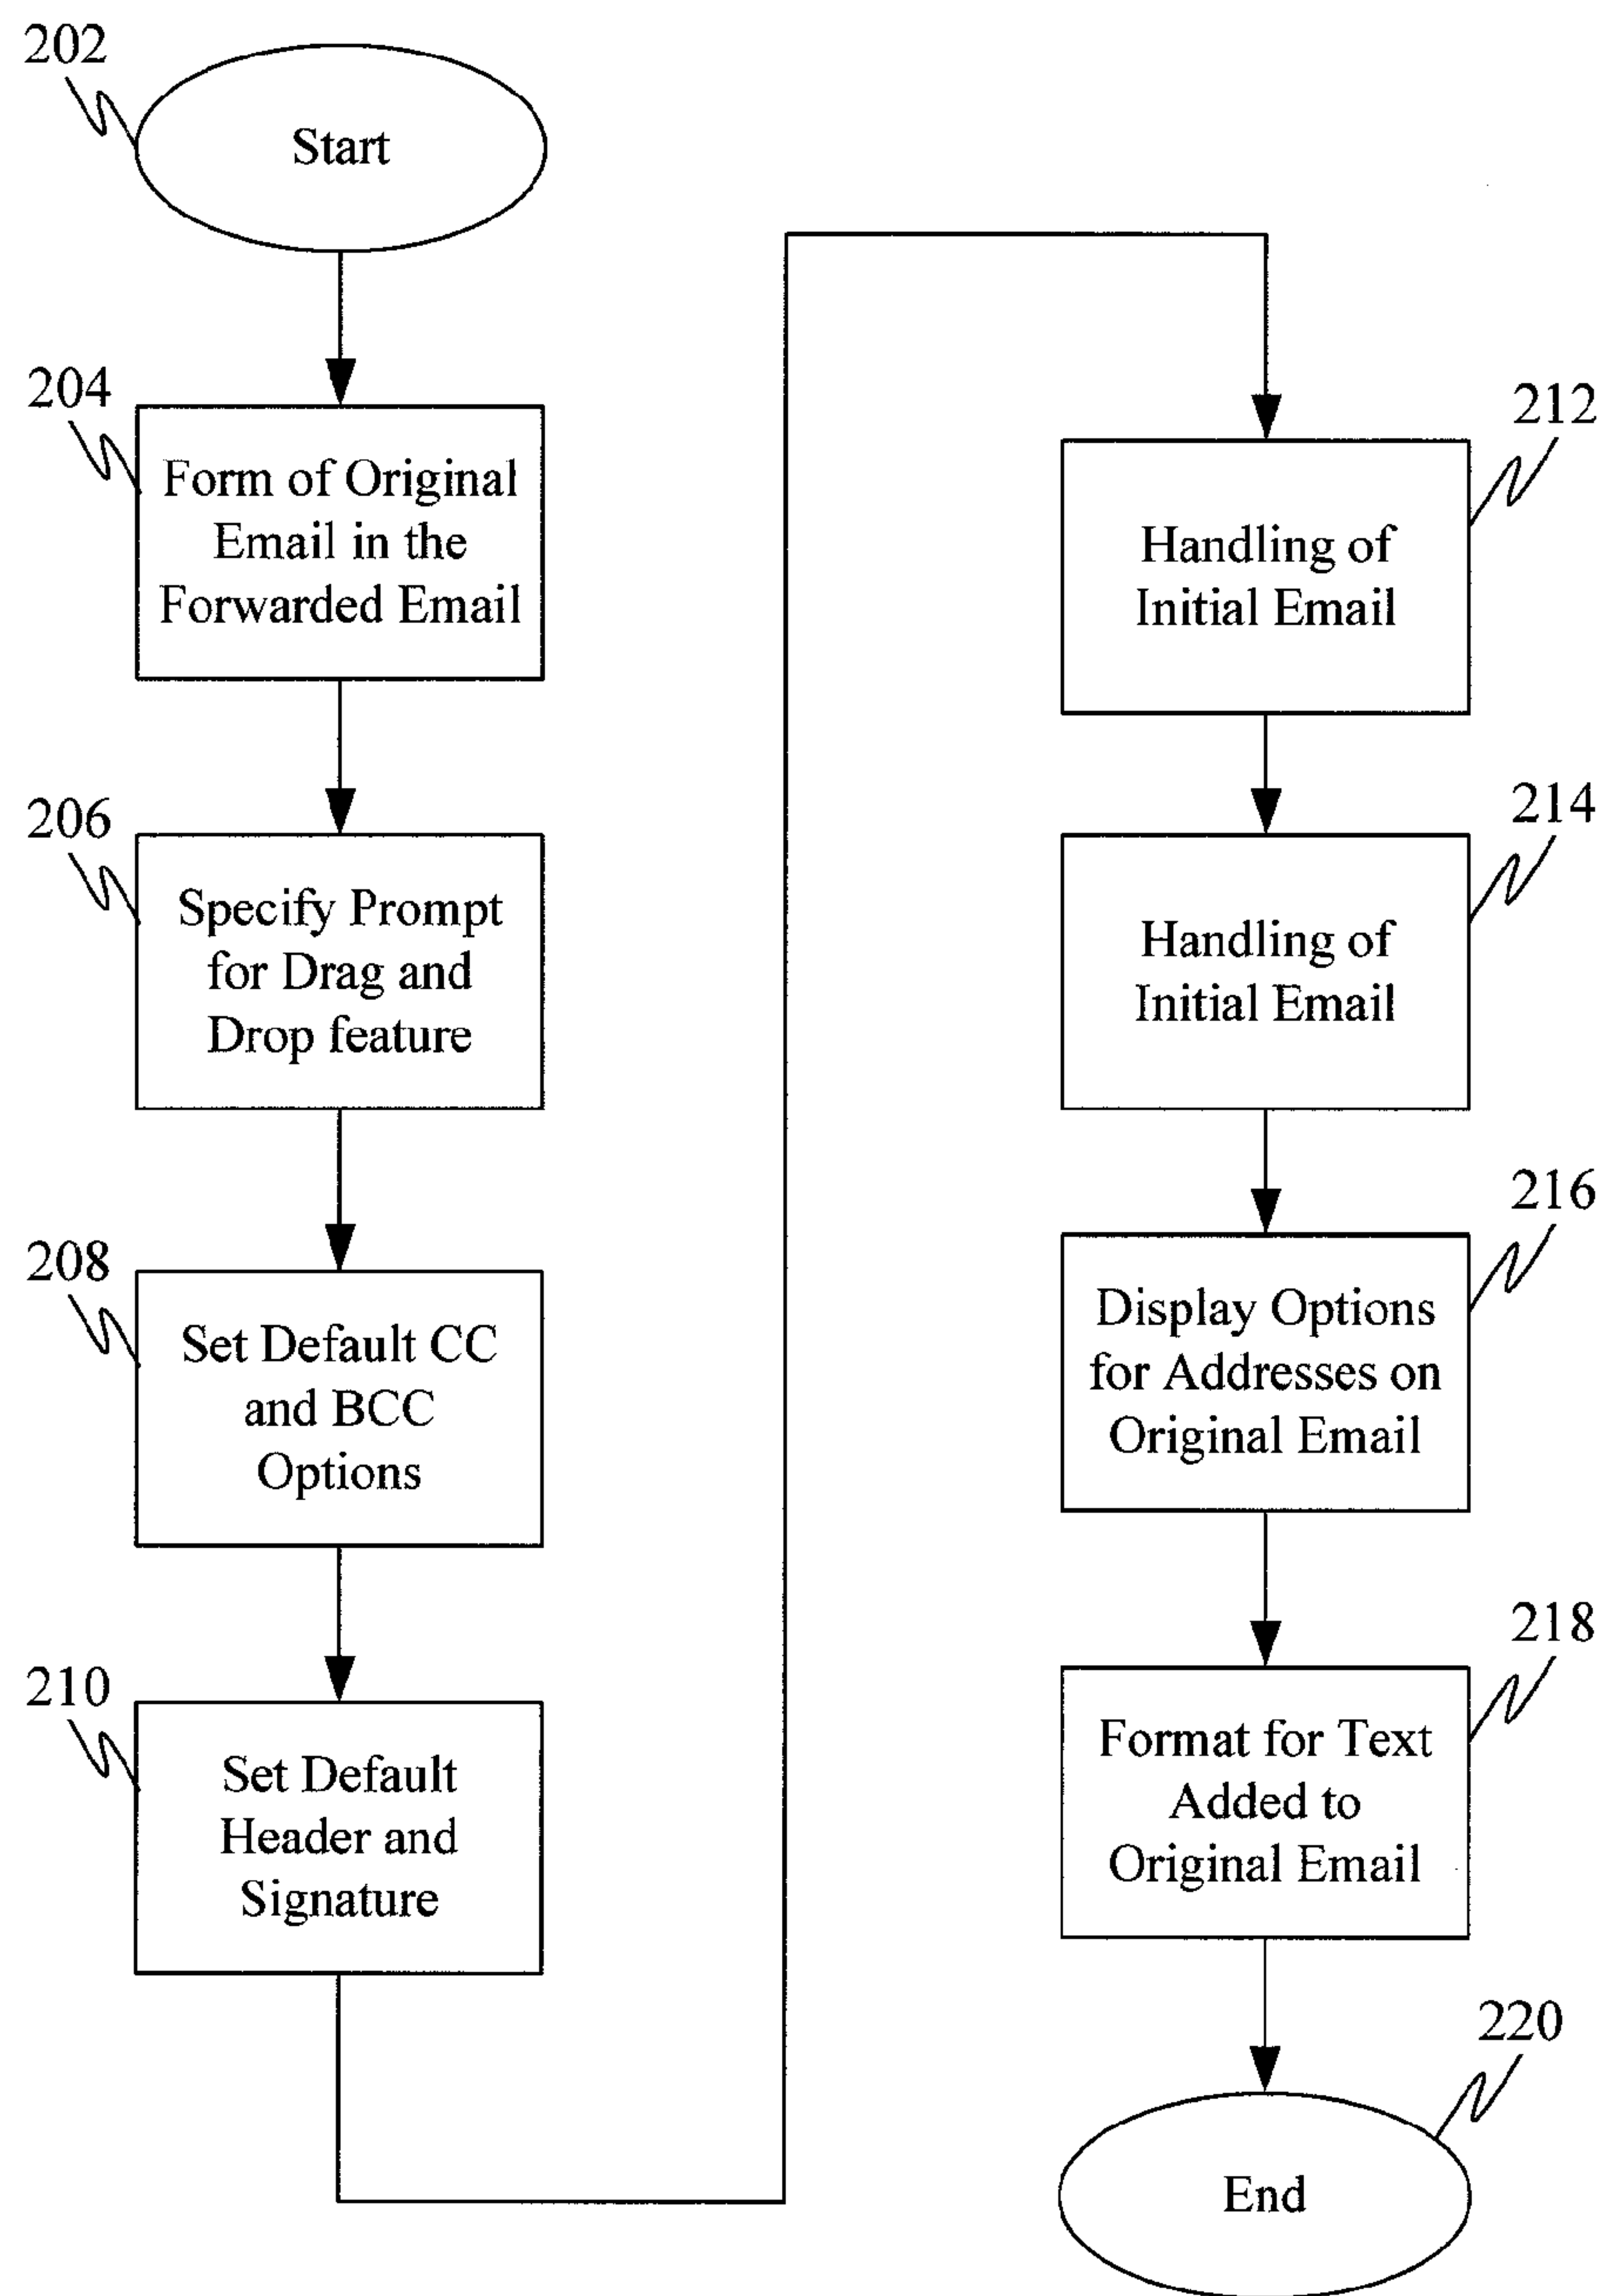 202
Start
204
Form of Original
Email in the
Forwarded Email
206
Specify Prompt
for Drag and
Drop feature
208
Set Default CC
and BCC
Options
210
Set Default
Header and
Signature
212
Handling of
Initial Email
214
Handling of
Initial Email
216
Display Options
for Addresses on
Original Email
218
Format for Text
Added to
Original Email
220
End